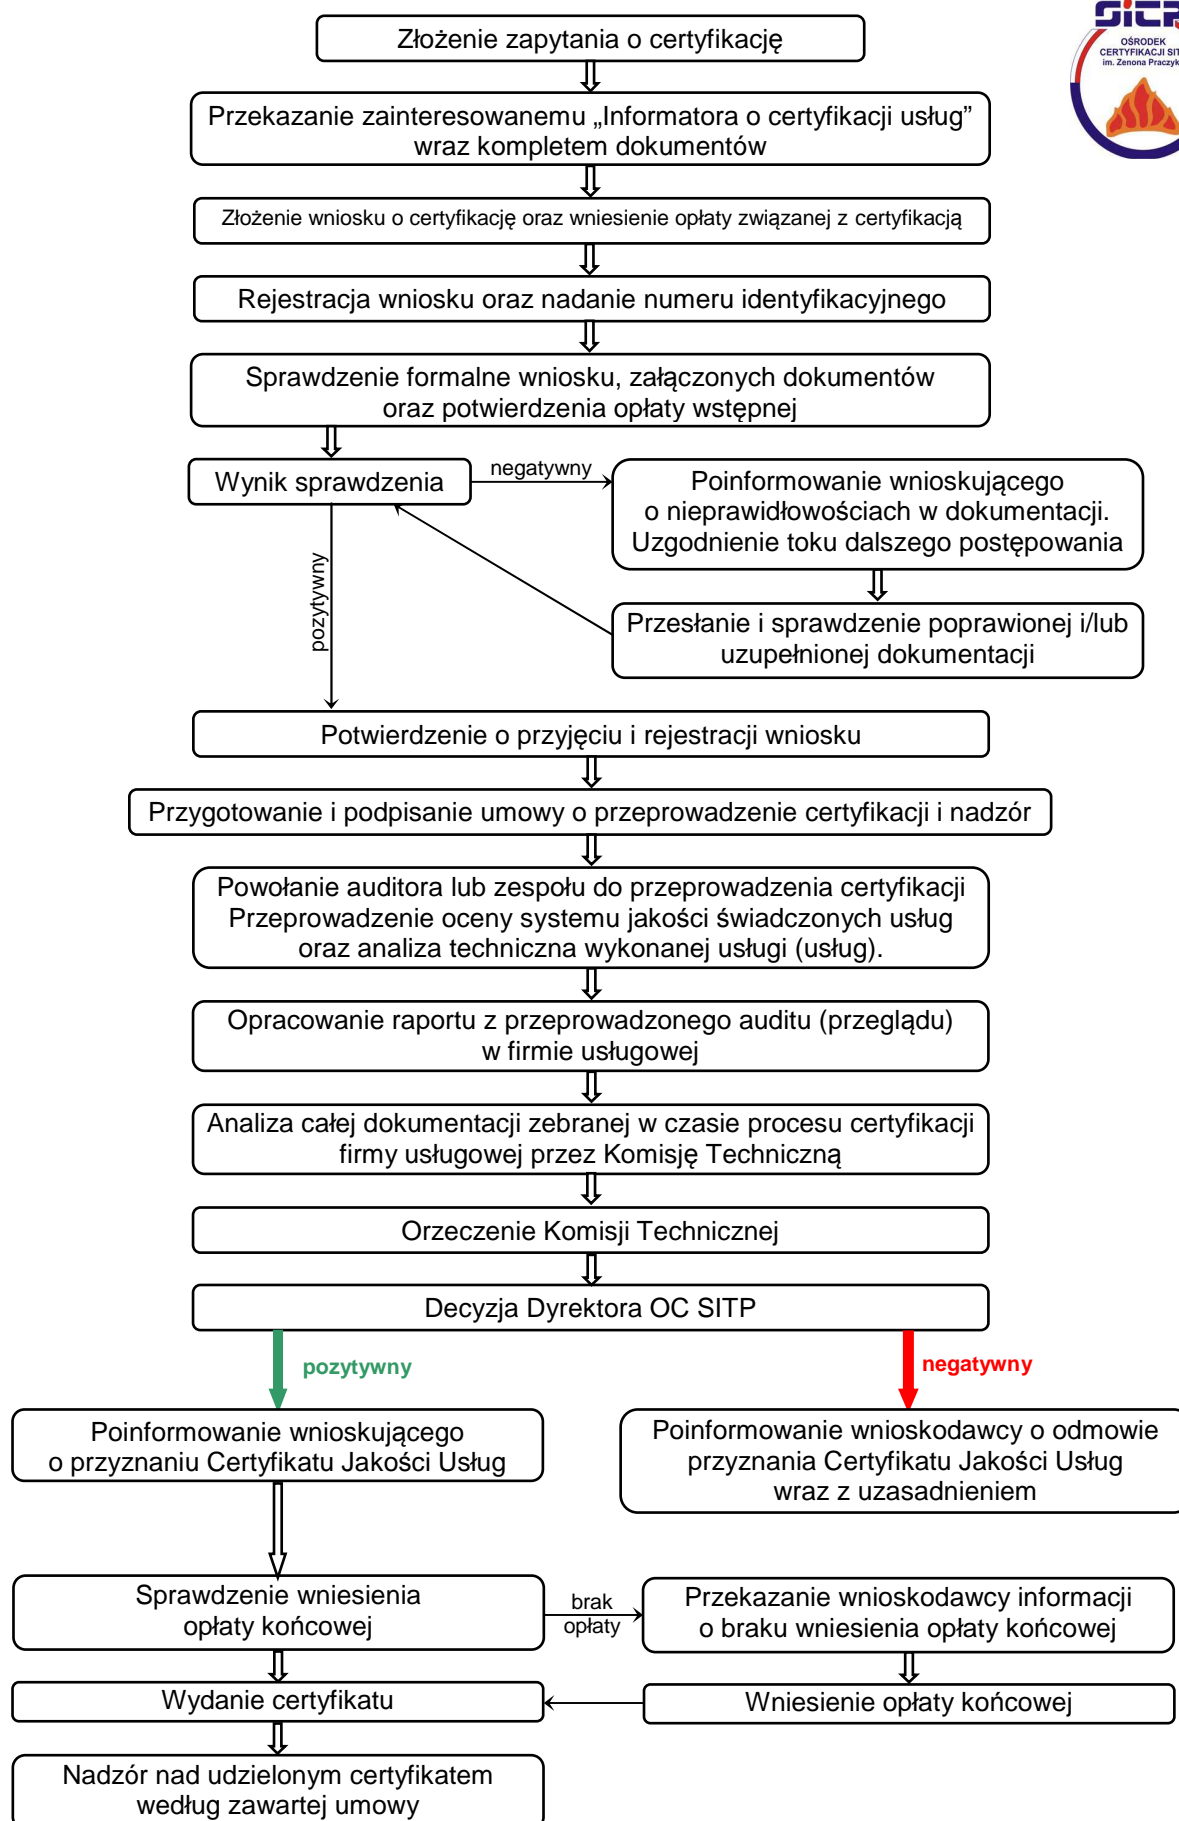 SITP
OŚRODEK
CERTYFIKACJI
im. Zenona Praczyk
Złożenie zapytania o certyfikację
Przekazanie zainteresowanemu „Informatora o certyfikacji usług”
wraz kompletem dokumentów
Złożenie wniosku o certyfikację oraz wniesienie opłaty związanej z certyfikacją
Rejestracja wniosku oraz nadanie numeru identyfikacyjnego
Sprawdzenie formalne wniosku, załączonych dokumentów
oraz potwierdzenia opłaty wstępnej
Wynik sprawdzenia
negatywny
Poinformowanie wnioskującego
o nieprawidłowościach w dokumentacji.
Uzgodnienie toku dalszego postępowania
pozytywny
Przesłanie i sprawdzenie poprawionej i/lub
uzupełnionej dokumentacji
Potwierdzenie o przyjęciu i rejestracji wniosku
Przygotowanie i podpisanie umowy o przeprowadzenie certyfikacji i nadzór
Powołanie auditora lub zespołu do przeprowadzenia certyfikacji
Przeprowadzenie oceny systemu jakości świadczonych usług
oraz analiza techniczna wykonanej usługi (usług).
Opracowanie raportu z przeprowadzonego auditu (przeglądu)
w firmie usługowej
Analiza całej dokumentacji zebranej w czasie procesu certyfikacji
firmy usługowej przez Komisję Techniczną
Orzeczenie Komisji Technicznej
Decyzja Dyrektora OC SITP
pozytywny
negatywny
Poinformowanie wnioskującego
o przyznaniu Certyfikatu Jakości Usług
Poinformowanie wnioskodawcy o odmowie
przyznania Certyfikatu Jakości Usług
wraz z uzasadnieniem
Sprawdzenie wniesienia
opłaty końcowej
brak
opłaty
Przekazanie wnioskodawcy informacji
o braku wniesienia opłaty końcowej
Wydanie certyfikatu
Wniesienie opłaty końcowej
Nadzór nad udzielonym certyfikatem
według zawartej umowy